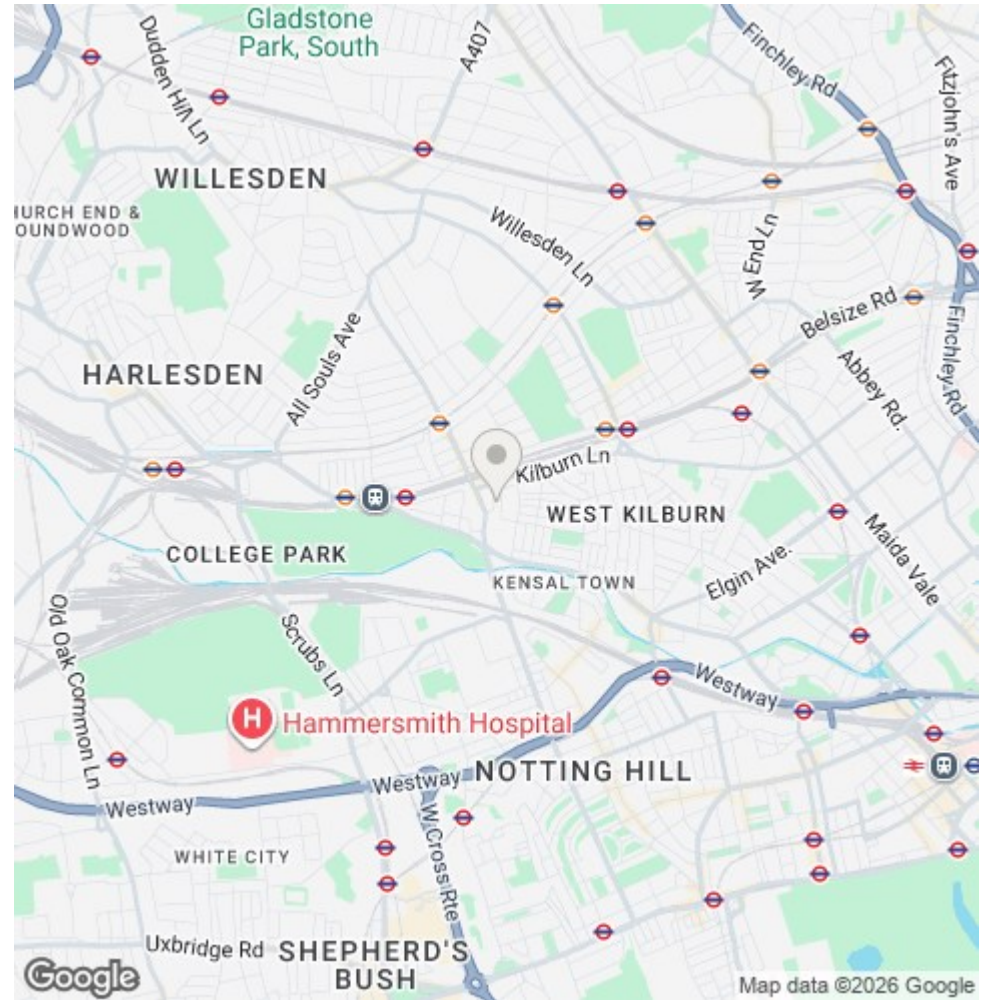 Gladstone
Park, South
A407
Dudden Hill Ln
Finchley Rd
Fitzjohn's Ave
WILLESDEN
HURCH END &
OUNDWOOD
Willesden Ln
W End Ln
Belsize Rd
Finchley Rd
All Souls Ave
HARLESDEN
Abbey Rd.
Kilburn Ln
WEST KILBURN
COLLEGE PARK
Maida Vale
KENSAL TOWN
Elgin Ave.
Old Oak Common Ln
Scrubs Ln
Westway
H
Hammersmith Hospital
NOTTING HILL
Westway
Westway
W Cross Rte
WHITE CITY
Uxbridge Rd
SHEPHERD'S
BUSH
Google
Map data ©2026 Google